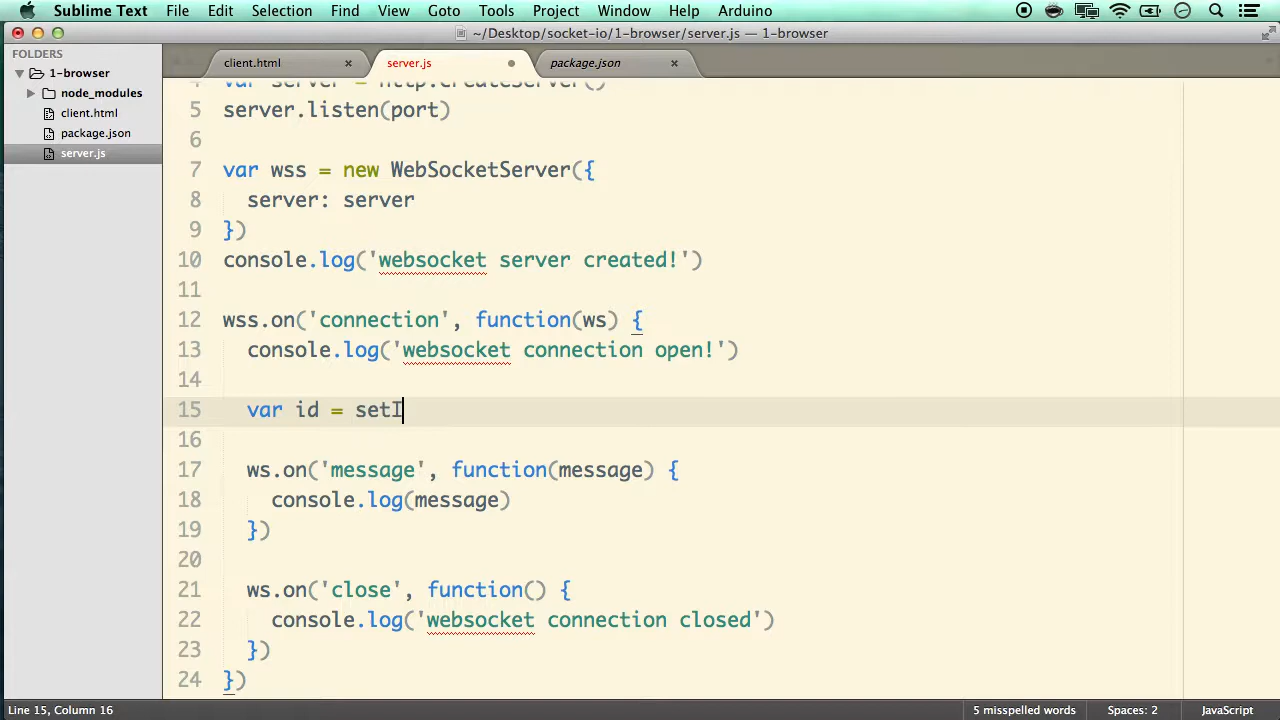 Sublime Text File Edit Selection Find View Goto Tools Project Window Help Arduino
~/Desktop/socket-io/1-browser/server.js — 1-browser
FOLDERS
1-browser
node_modules
client.html
package.json
server.js
client.html × server.js package.json ×
4 var server = http.createServer()
5 server.listen(port)
6
7 var wss = new WebSocketServer({
8   server: server
9 })
10 console.log('websocket server created!')
11
12 wss.on('connection', function(ws) {
13   console.log('websocket connection open!')
14
15   var id = setI
16
17   ws.on('message', function(message) {
18     console.log(message)
19   })
20
21   ws.on('close', function() {
22     console.log('websocket connection closed')
23   })
24 })
Line 15, Column 16 5 misspelled words Spaces: 2 JavaScript